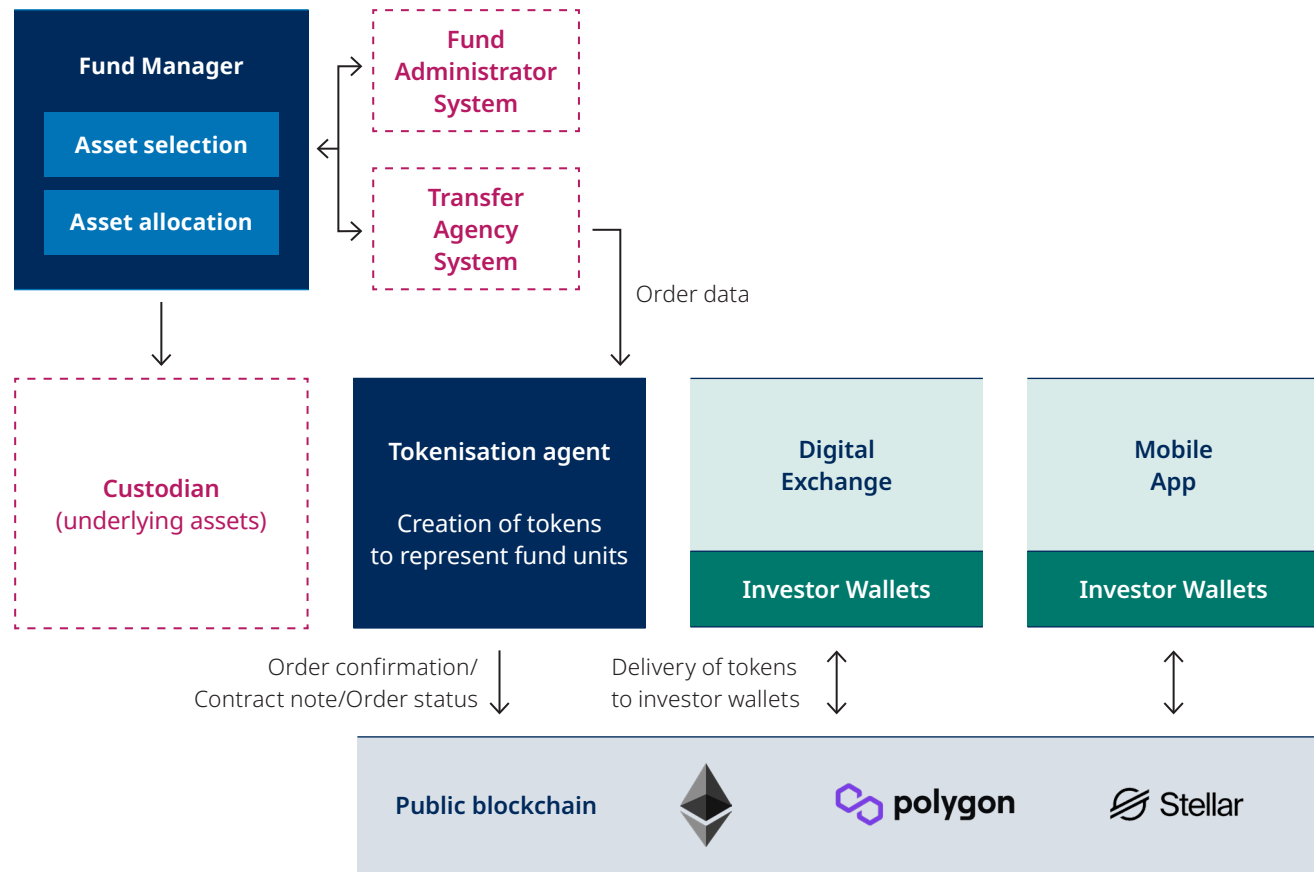 Fund Manager
Asset selection
Asset allocation
Fund
Administrator
System
Transfer
Agency
System
Order data
Custodian
(underlying assets)
Tokenisation agent
Creation of tokens
to represent fund units
Digital
Exchange
Investor Wallets
Mobile
App
Investor Wallets
Order confirmation/
Contract note/Order status
Delivery of tokens
to investor wallets
Public blockchain
polygon
Stellar